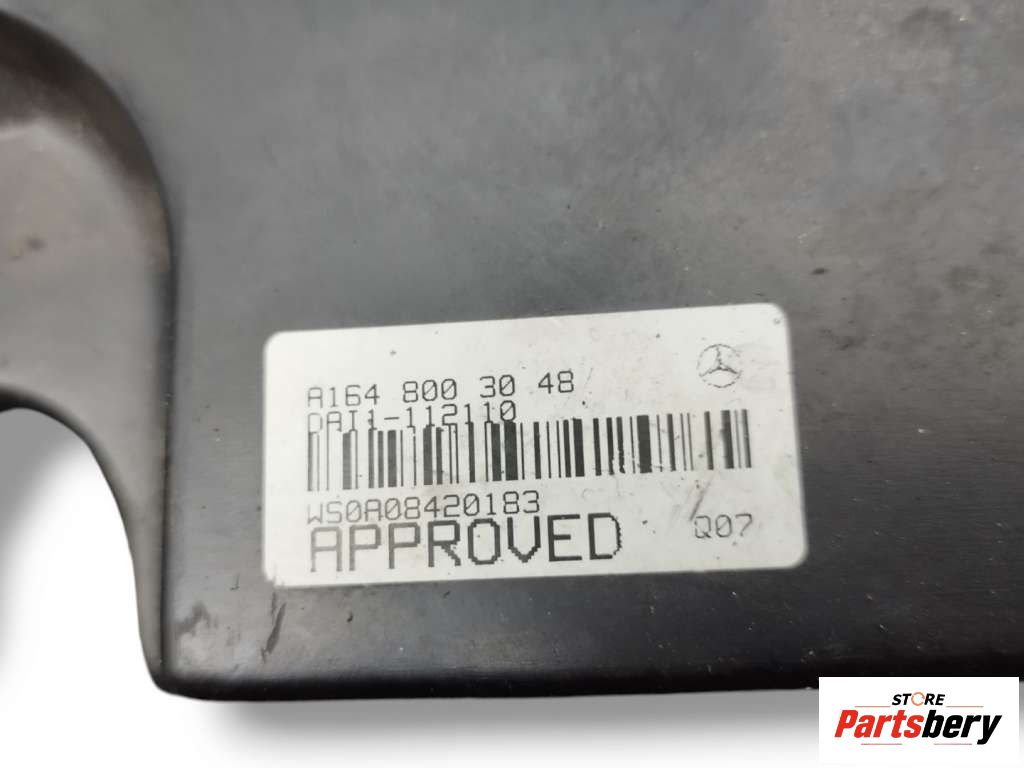 A164 800 30 48
DAI1-112110
WS0A08420183
APPROVED
Q07
STORE
Partsbery